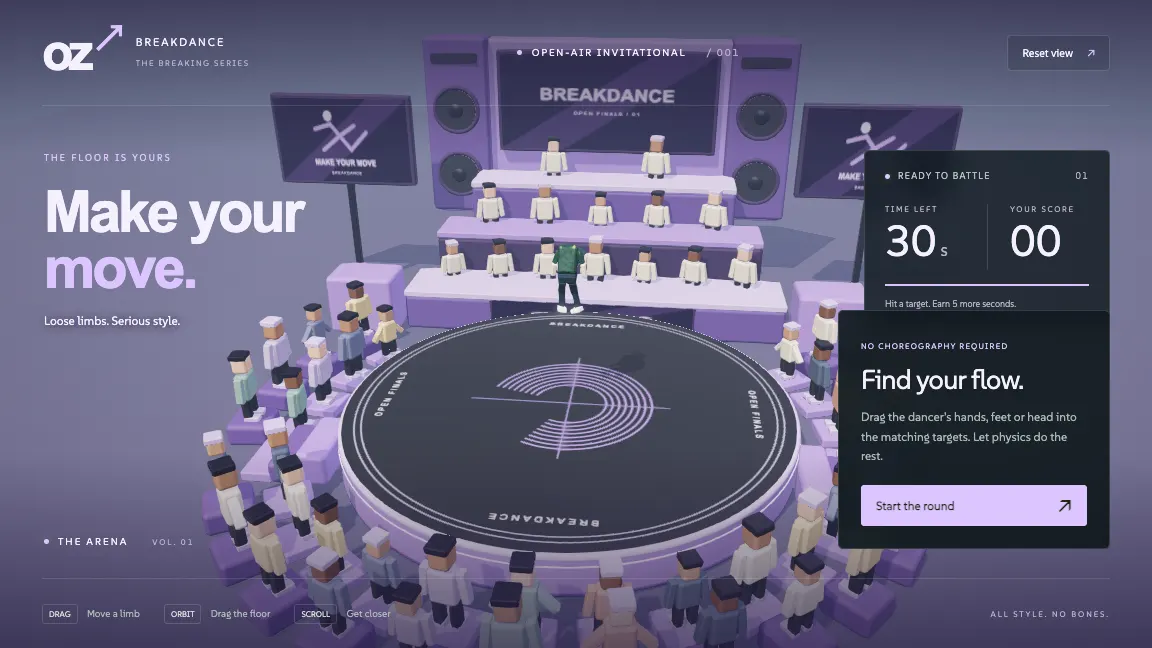 OZ
BREAKDANCE
THE BREAKING SERIES
OPEN-AIR INVITATIONAL / 001
Reset view
BREAKDANCE
OPEN FINALS / 01
MAKE YOUR MOVE
BREAKDANCE
MAKE Y
THE FLOOR IS YOURS
Make your
move.
Loose limbs. Serious style.
READY TO BATTLE 01
TIME LEFT
30 s
YOUR SCORE
00
Hit a target. Earn 5 more seconds.
NO CHOREOGRAPHY REQUIRED
Find your flow.
Drag the dancer's hands, feet or head into
the matching targets. Let physics do the
rest.
Start the round
BREAKDANCE
OPEN FINALS
OPEN FINALS
BREAKDANCE
THE ARENA VOL. 01
DRAG Move a limb ORBIT Drag the floor SCROLL Get closer
ALL STYLE. NO BONES.